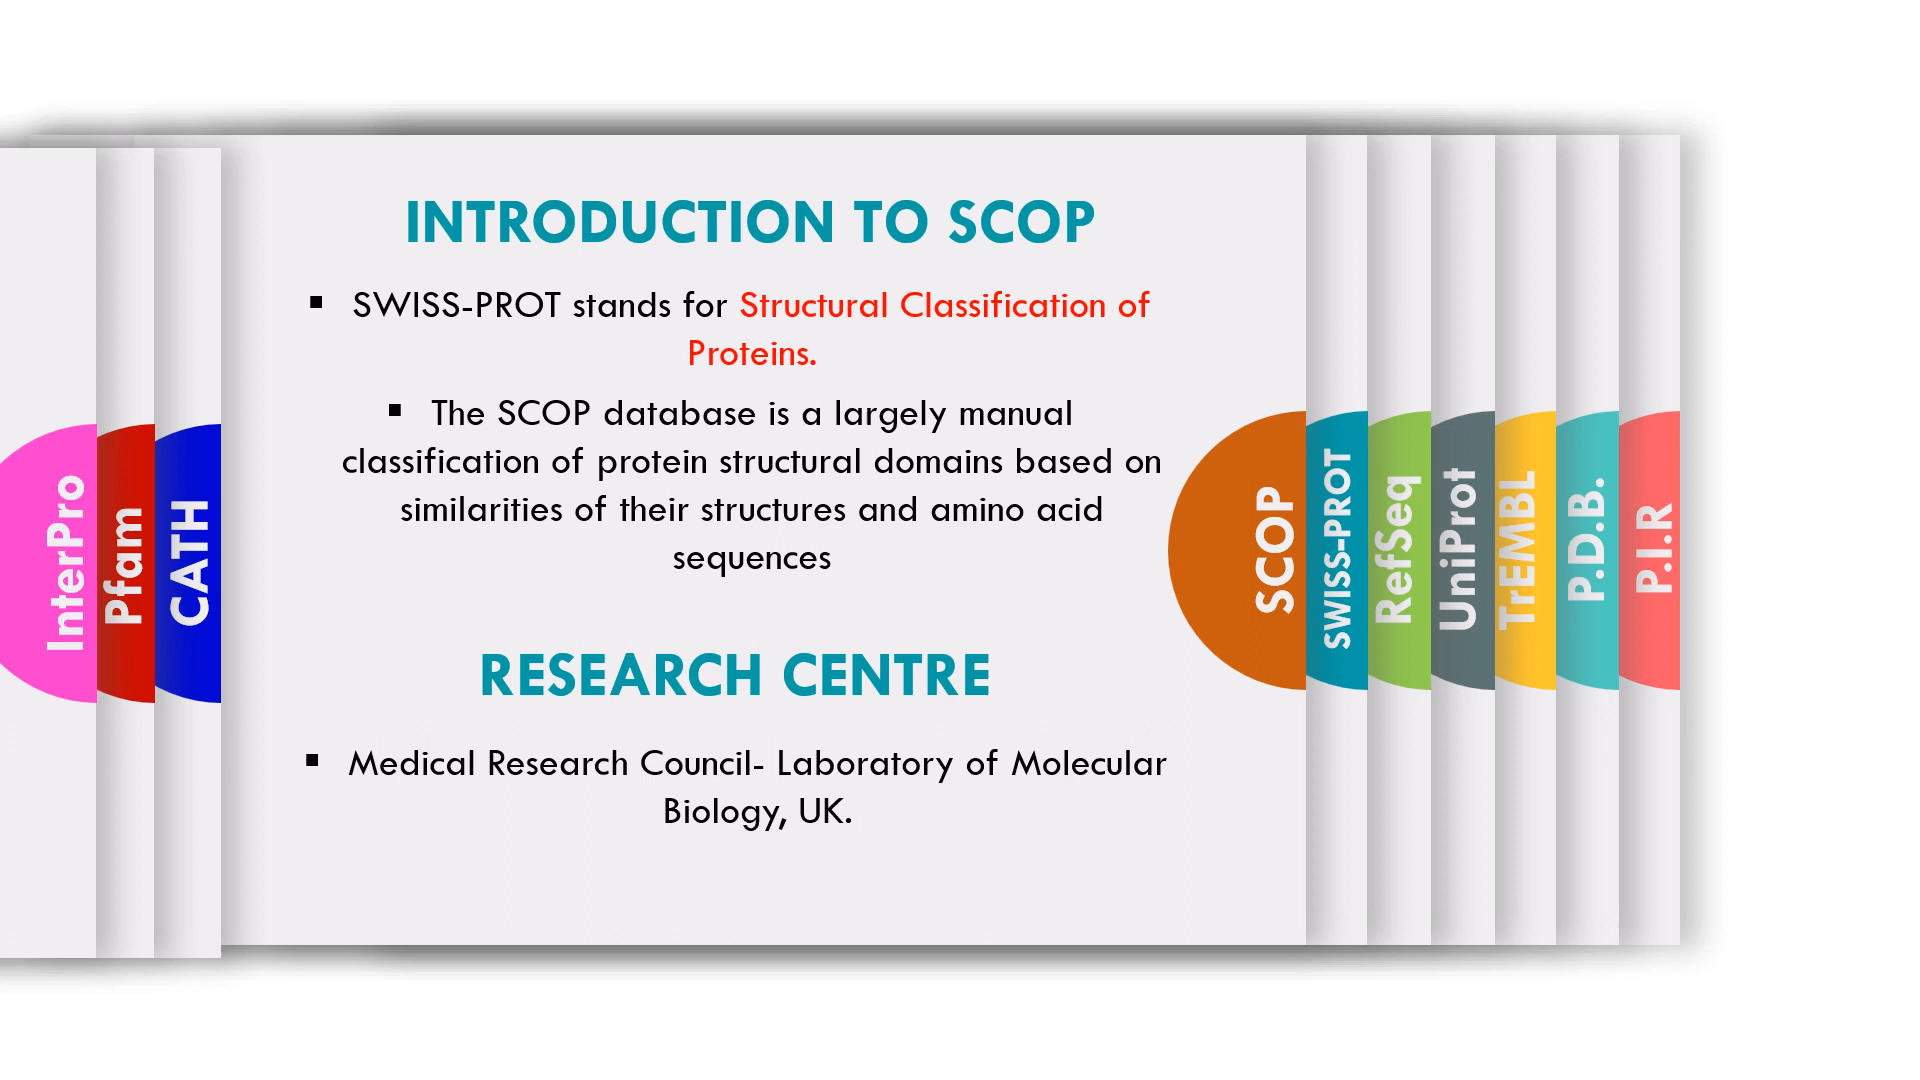 INTRODUCTION TO SCOP
▪ SWISS-PROT stands for Structural Classification of
Proteins.
▪ The SCOP database is a largely manual
classification of protein structural domains based on
similarities of their structures and amino acid
sequences
RESEARCH CENTRE
▪ Medical Research Council- Laboratory of Molecular
Biology, UK.
InterPro
Pfam
CATH
SCOP
SWISS-PROT
RefSeq
UniProt
TrEMBL
P.D.B.
P.I.R